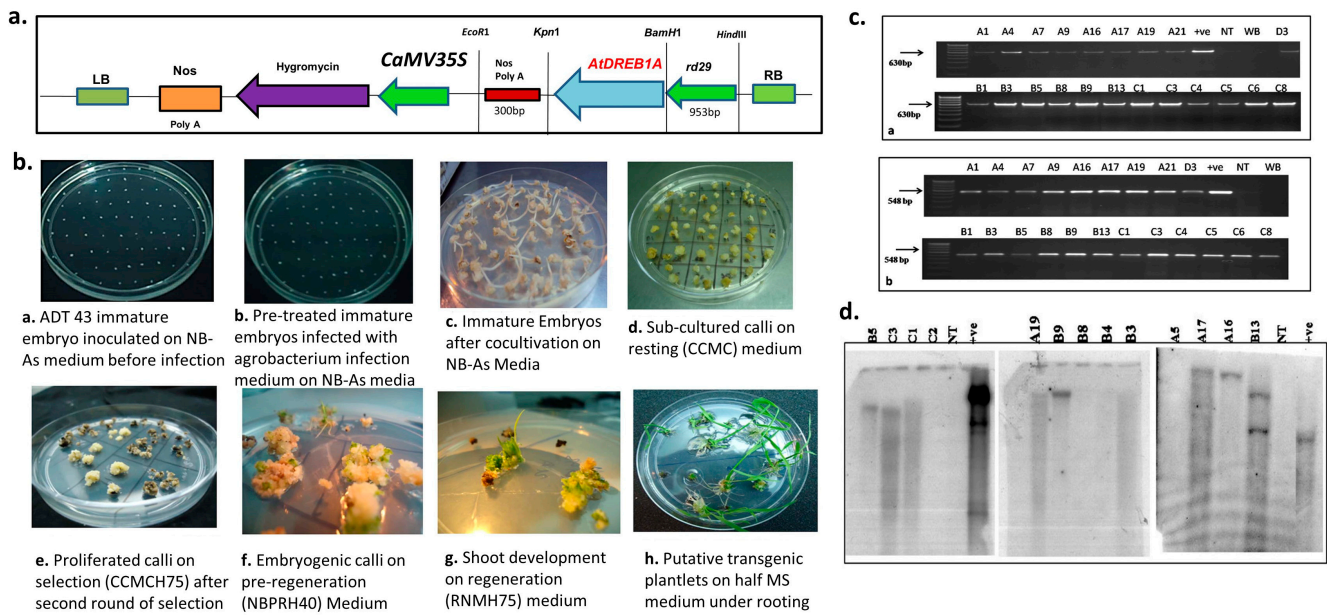 a.
EcoR1 Kpn1 BamH1 HindIII
LB Nos Hygromycin CaMV35S Nos AtDREB1A rd29 RB
Poly A
Poly A 300bp 953bp
b.
a. ADT 43 immature
embryo inoculated on NB-
As medium before infection
b. Pre-treated immature
embryos infected with
agrobacterium infection
medium on NB-As media
c. Immature Embryos
after cocultivation on
NB-As Media
d. Sub-cultured calli on
resting (CCMC) medium
e. Proliferated calli on
selection (CCMCH75) after
second round of selection
f. Embryogenic calli on
pre-regeneration
(NBPRH40) Medium
g. Shoot development
on regeneration
(RNMH75) medium
h. Putative transgenic
plantlets on half MS
medium under rooting
c.
A1 A4 A7 A9 A16 A17 A19 A21 +ve NT WB D3
630bp
B1 B3 B5 B8 B9 B13 C1 C3 C4 C5 C6 C8
630bp
a
A1 A4 A7 A9 A16 A17 A19 A21 D3 +ve NT WB
548 bp
B1 B3 B5 B8 B9 B13 C1 C3 C4 C5 C6 C8
548 bp
b
d.
B5 C3 C1 C2 NT +ve
A19 B9 B8 B4 B3
A5 A17 A16 B13 NT +ve